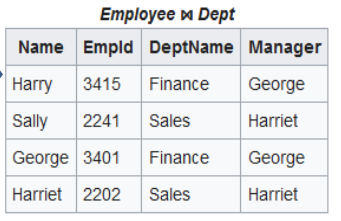 Employee ⋈ Dept
Name EmpId DeptName Manager
Harry 3415 Finance George
Sally 2241 Sales Harriet
George 3401 Finance George
Harriet 2202 Sales Harriet